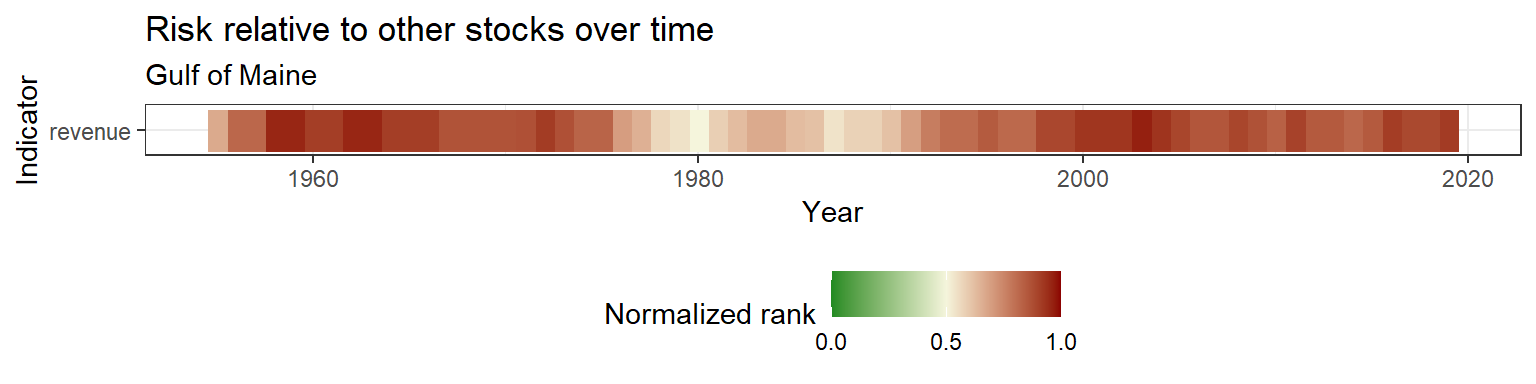 Risk relative to other stocks over time
Gulf of Maine
Indicator
revenue
1960 1980 2000 2020
Year
Normalized rank
0.0 0.5 1.0